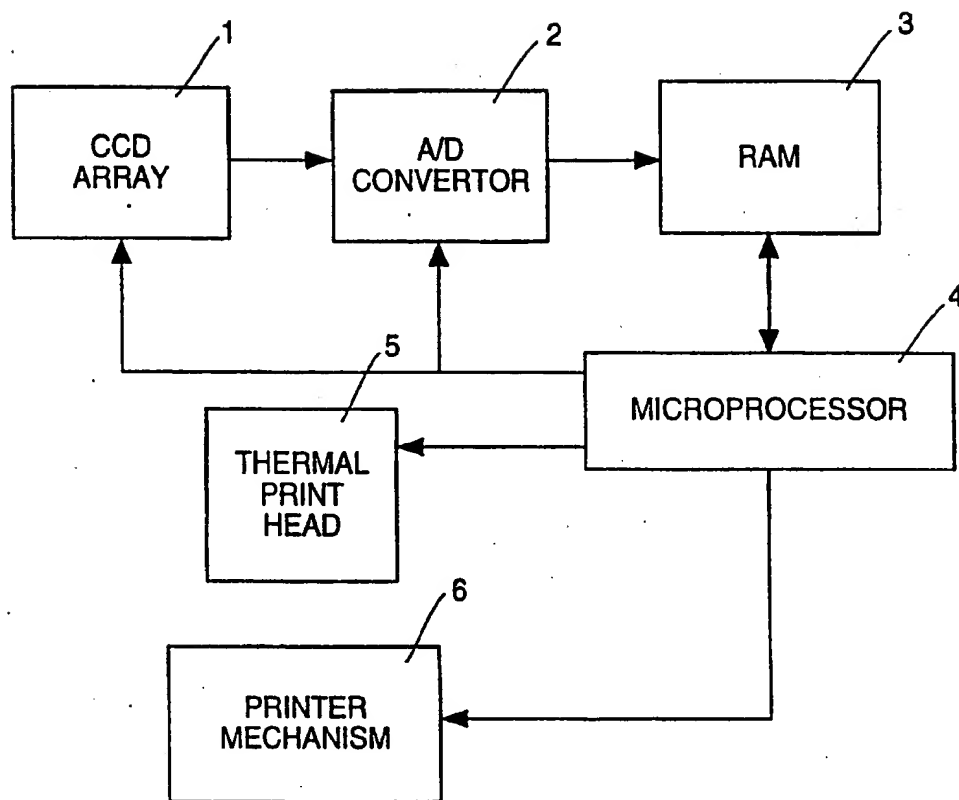 1
2
3
CCD
ARRAY
A/D
CONVERTOR
RAM
4
5
MICROPROCESSOR
THERMAL
PRINT
HEAD
6
PRINTER
MECHANISM